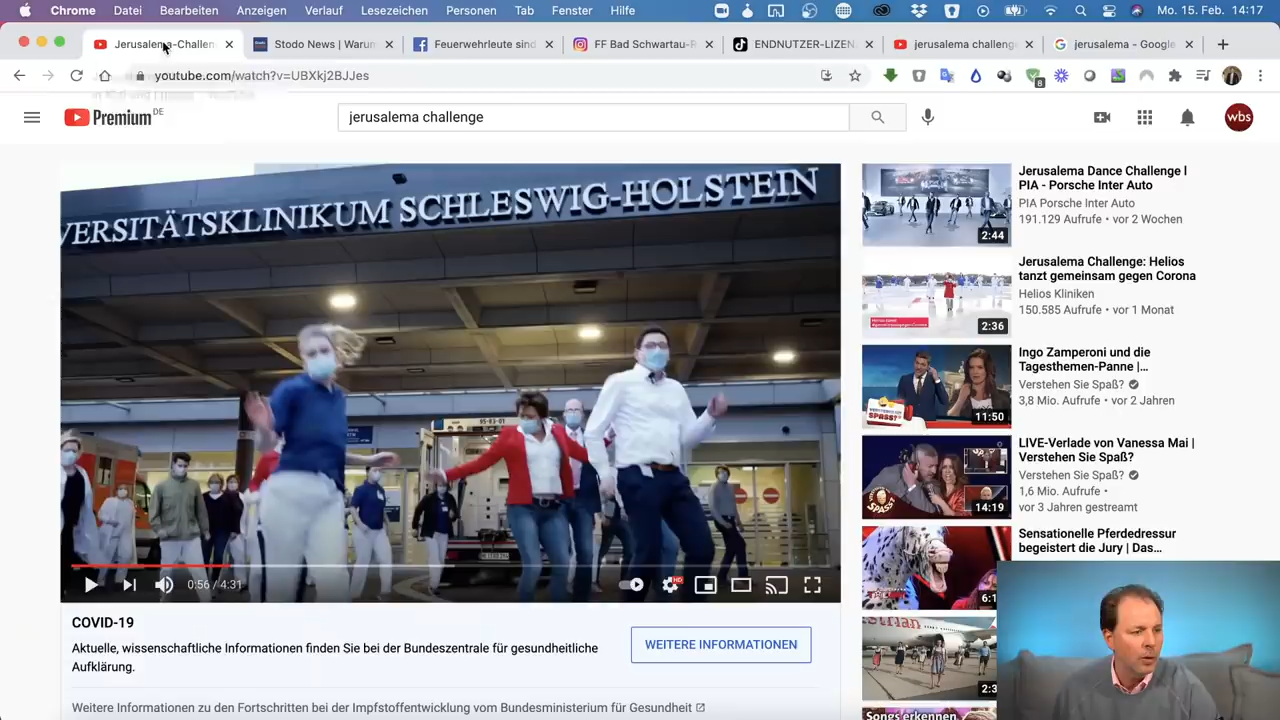 Chrome Datei Bearbeiten Anzeigen Verlauf Lesezeichen Personen Tab Fenster Hilfe Mo. 15. Feb. 14:17
Jerusalema-Challen
Stodo News | Warum
Feuerwehrleute sind
FF Bad Schwartau-R
ENDNUTZER-LIZEN
jerusalema challenge
jerusalema - Google
youtube.com/watch?v=UBXkj2BJJes
8
Premium DE
jerusalema challenge
wbs
VERSITÄTSKLINIKUM SCHLESWIG-HOLSTEIN
0:56 / 4:31
HD
COVID-19
Aktuelle, wissenschaftliche Informationen finden Sie bei der Bundeszentrale für gesundheitliche
Aufklärung.
WEITERE INFORMATIONEN
Weitere Informationen zu den Fortschritten bei der Impfstoffentwicklung vom Bundesministerium für Gesundheit
2:44
Jerusalema Dance Challenge I
PIA - Porsche Inter Auto
PIA Porsche Inter Auto
191.129 Aufrufe • vor 2 Wochen
2:36
Jerusalema Challenge: Helios
tanzt gemeinsam gegen Corona
Helios Kliniken
150.585 Aufrufe • vor 1 Monat
11:50
Ingo Zamperoni und die
Tagesthemen-Panne |...
Verstehen Sie Spaß?
3,8 Mio. Aufrufe • vor 2 Jahren
14:19
LIVE-Verlade von Vanessa Mai |
Verstehen Sie Spaß?
Verstehen Sie Spaß?
1,6 Mio. Aufrufe •
vor 3 Jahren gestreamt
6:1
Sensationelle Pferdedressur
begeistert die Jury | Das...
strian
2:3
Songs erkennen